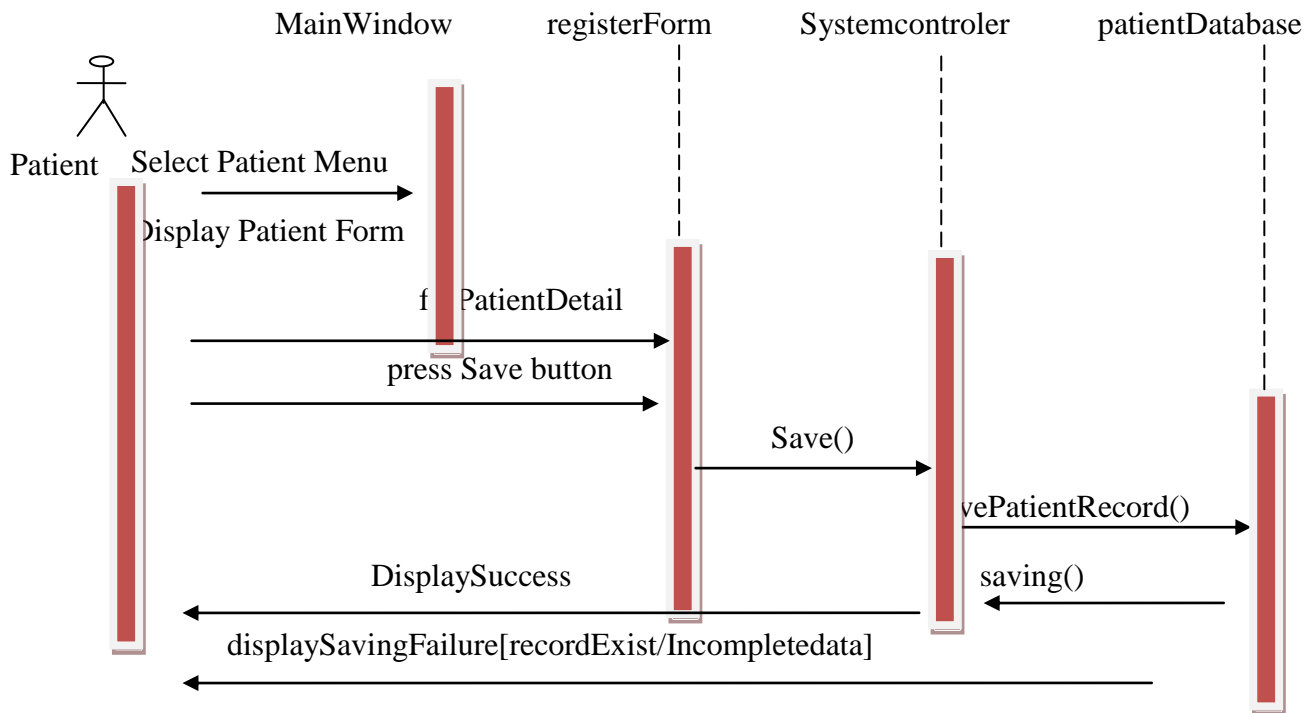 MainWindow registerForm Systemcontroler patientDatabase
Patient Select Patient Menu
Display Patient Form
PatientDetail
press Save button
Save()
vePatientRecord()
DisplaySuccess saving()
displaySavingFailure[recordExist/Incompletedata]